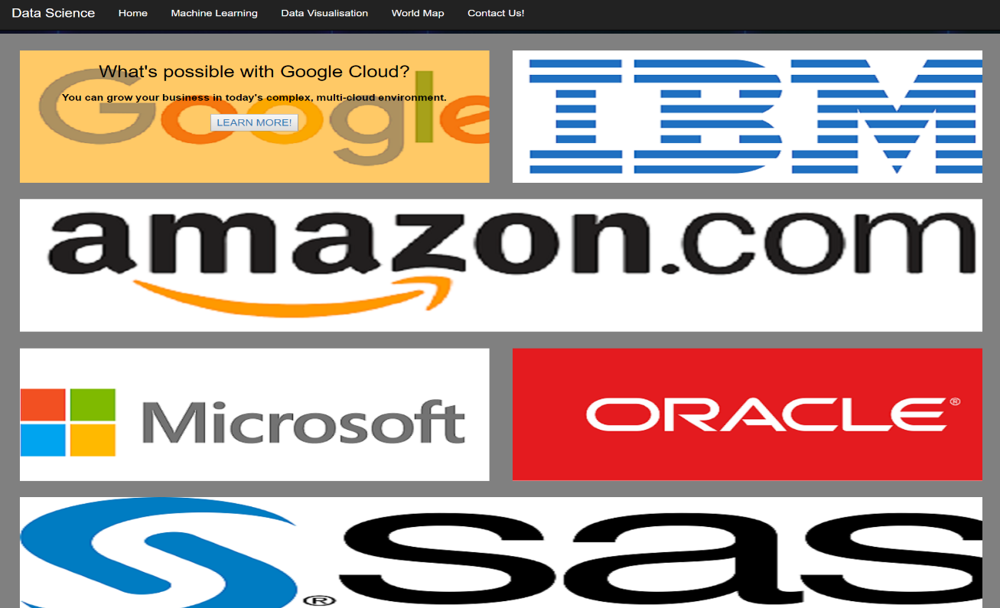 Data Science Home Machine Learning Data Visualisation World Map Contact Us!
What's possible with Google Cloud?
You can grow your business in today's complex, multi-cloud environment.
LEARN MORE!
Google
IBM
amazon.com
Microsoft
ORACLE®
® sas